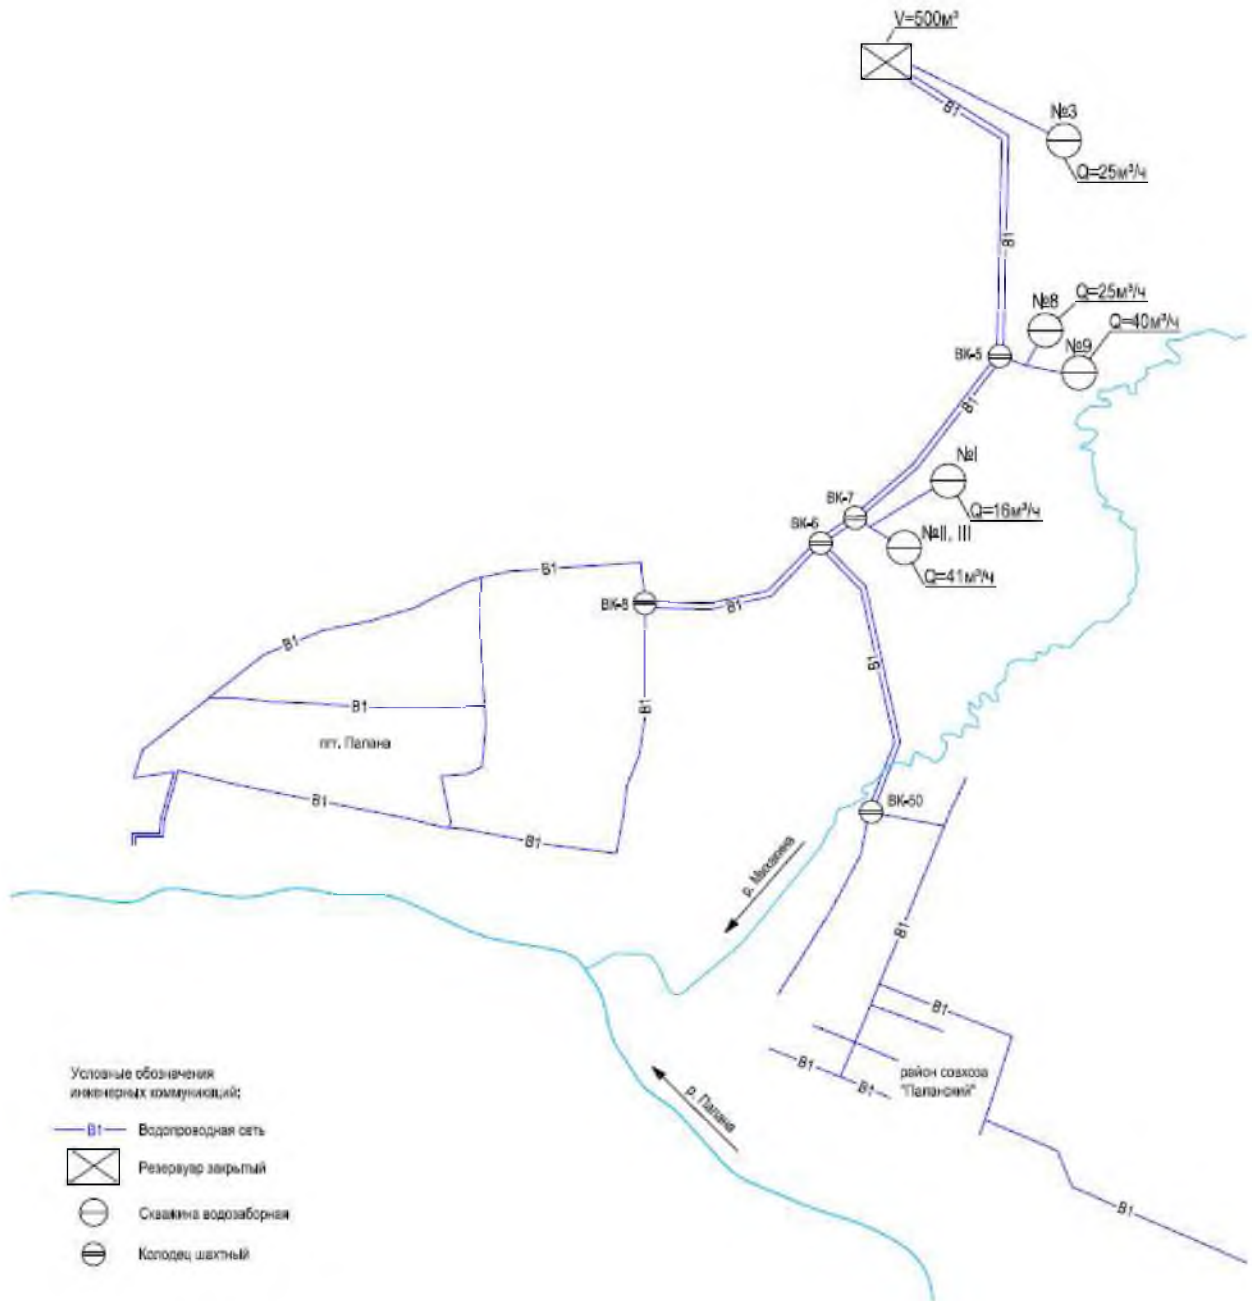 V=500м³
В1
№3
Q=25м³/ч
В1
Q=25м³/ч
№8
Q=40м³/ч
№9
ВК-5
В1
№I
ВК-7
Q=16м³/ч
ВК-6
№II, III
Q=41м³/ч
В1
ВК-8
В1
В1
В1
В1
В1
пгт. Палана
В1
В1
ВК-50
р.
В1
В1
район совхоза
"Паланский"
В1
В1
р. Палана
В1
Условные обозначения
инженерных коммуникаций:
В1
Водопроводная сеть
Резервуар закрытый
Скважина водозаборная
Колодец шахтный